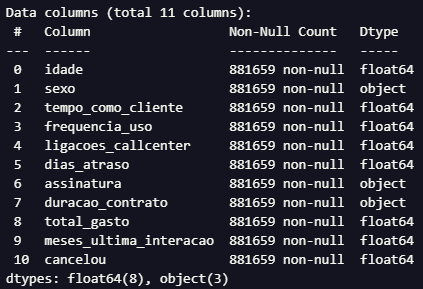 Data columns (total 11 columns):
 #   Column                 Non-Null Count   Dtype
---  ------                 --------------   -----
 0   idade                  881659 non-null  float64
 1   sexo                   881659 non-null  object
 2   tempo_como_cliente     881659 non-null  float64
 3   frequencia_uso         881659 non-null  float64
 4   ligacoes_callcenter    881659 non-null  float64
 5   dias_atraso            881659 non-null  float64
 6   assinatura             881659 non-null  object
 7   duracao_contrato       881659 non-null  object
 8   total_gasto            881659 non-null  float64
 9   meses_ultima_interacao 881659 non-null  float64
 10  cancelou               881659 non-null  float64
dtypes: float64(8), object(3)